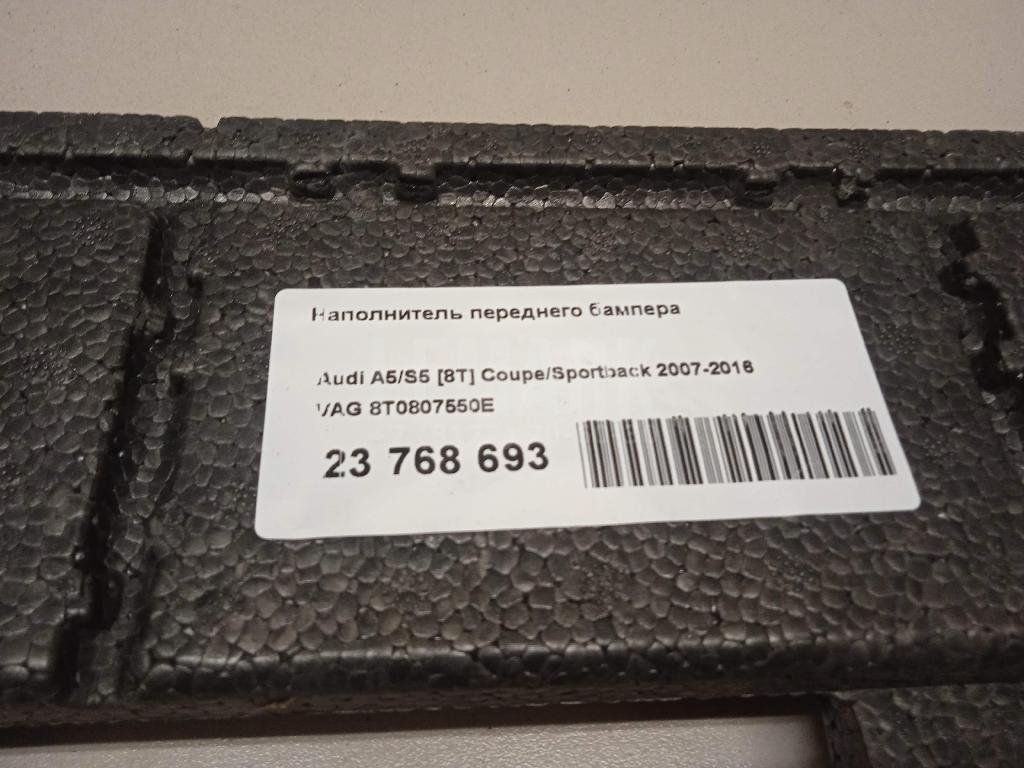 Наполнитель переднего бампера
Audi A5/S5 [8T] Coupe/Sportback 2007-2016
VAG 8T0807550E
23 768 693